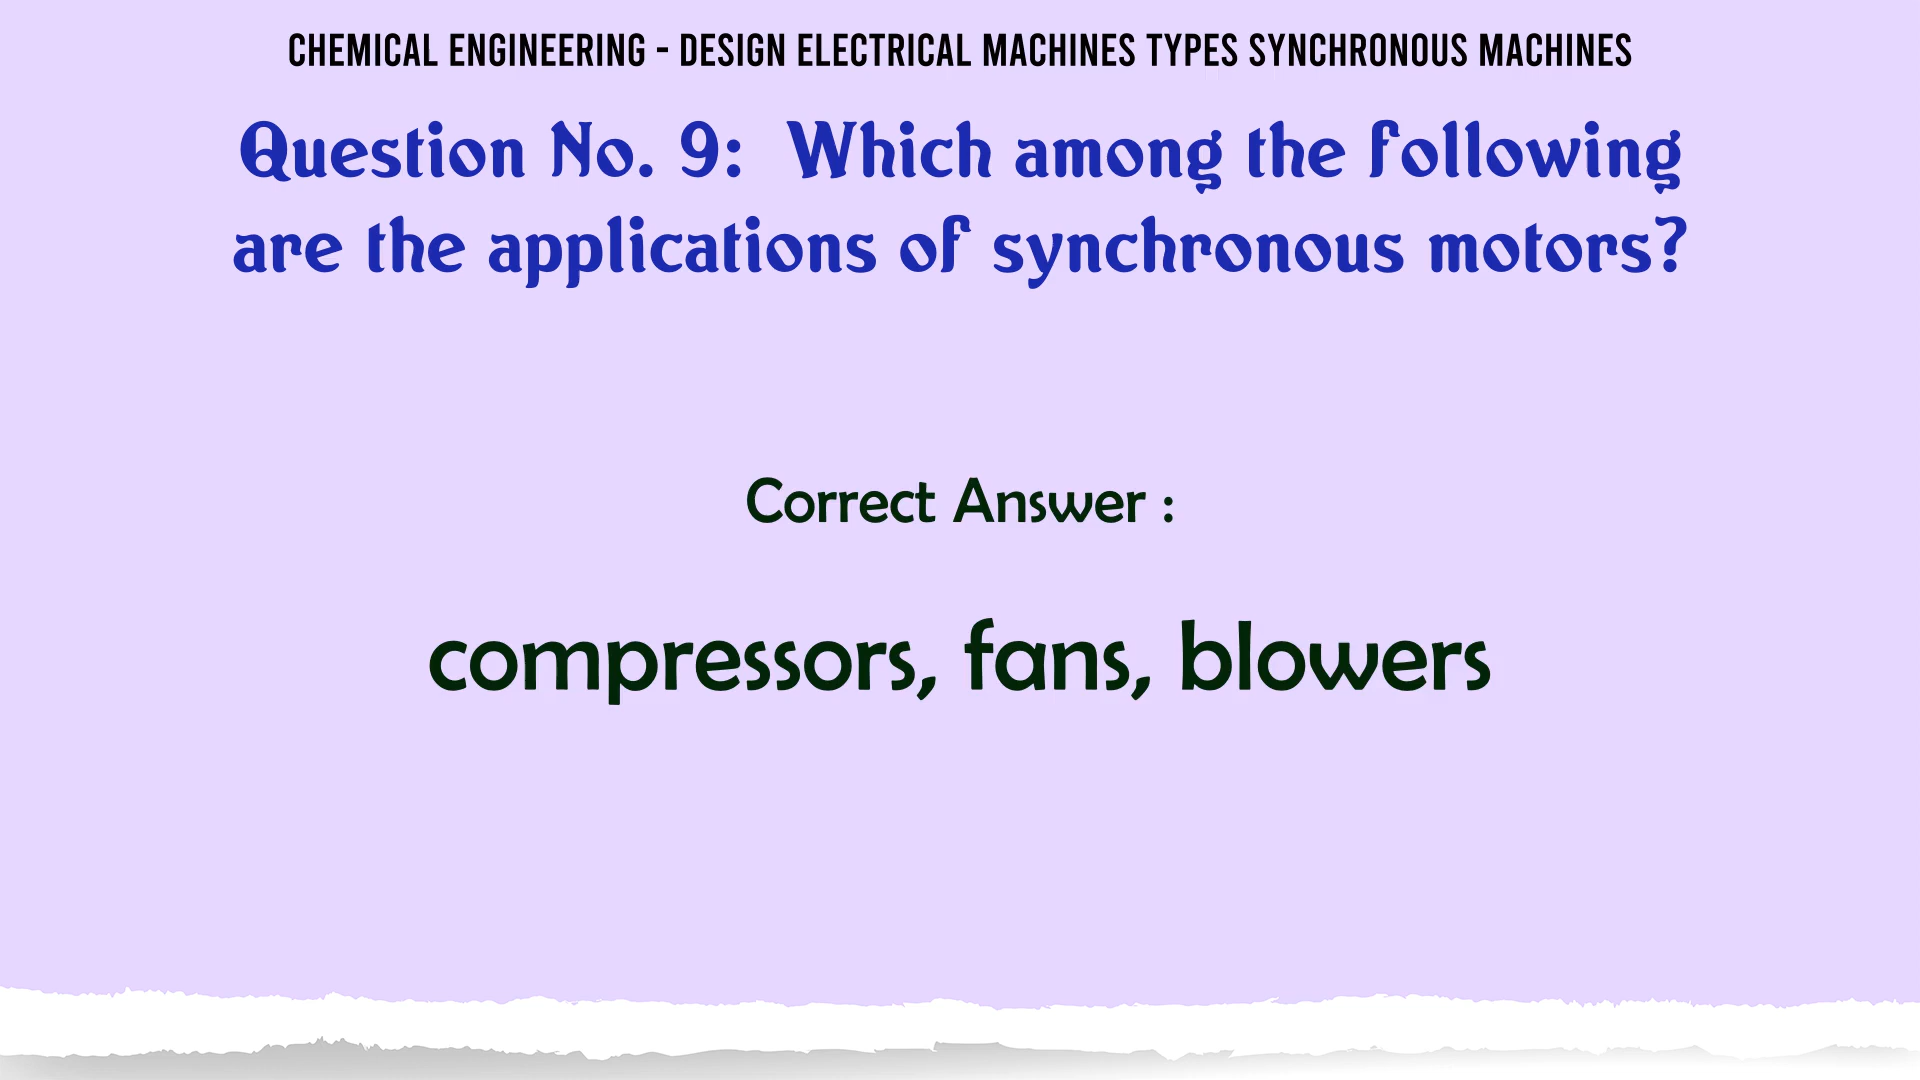 CHEMICAL ENGINEERING - DESIGN ELECTRICAL MACHINES TYPES SYNCHRONOUS MACHINES
Question No. 9: Which among the following
are the applications of synchronous motors?
Correct Answer :
compressors, fans, blowers